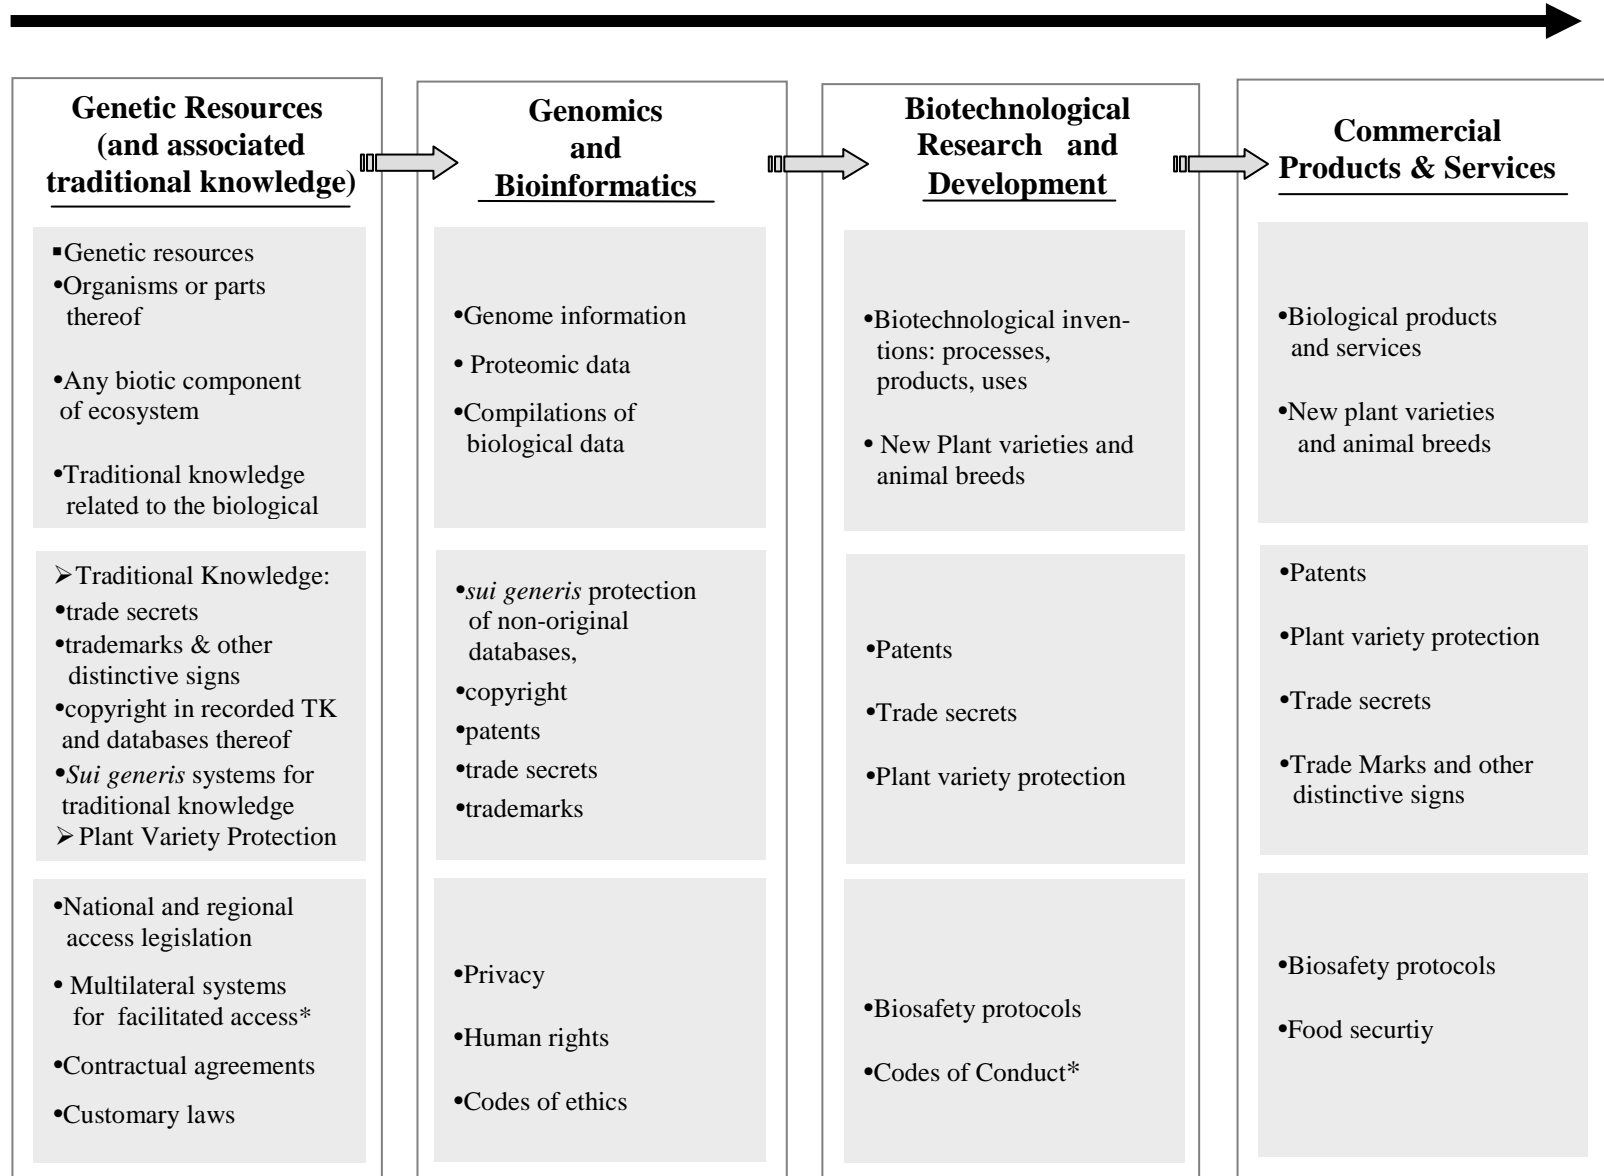 Genetic Resources
(and associated
traditional knowledge)
▪Genetic resources
•Organisms or parts
thereof
•Any biotic component
of ecosystem
•Traditional knowledge
related to the biological
➢Traditional Knowledge:
•trade secrets
•trademarks & other
distinctive signs
•copyright in recorded TK
and databases thereof
•Sui generis systems for
traditional knowledge
➢Plant Variety Protection
•National and regional
access legislation
• Multilateral systems
for facilitated access*
•Contractual agreements
•Customary laws
Genomics
and
Bioinformatics
•Genome information
• Proteomic data
•Compilations of
biological data
•sui generis protection
of non-original
databases,
•copyright
•patents
•trade secrets
•trademarks
•Privacy
•Human rights
•Codes of ethics
Biotechnological
Research and
Development
•Biotechnological inven-
tions: processes,
products, uses
• New Plant varieties and
animal breeds
•Patents
•Trade secrets
•Plant variety protection
•Biosafety protocols
•Codes of Conduct*
Commercial
Products & Services
•Biological products
and services
•New plant varieties
and animal breeds
•Patents
•Plant variety protection
•Trade secrets
•Trade Marks and other
distinctive signs
•Biosafety protocols
•Food securtiy